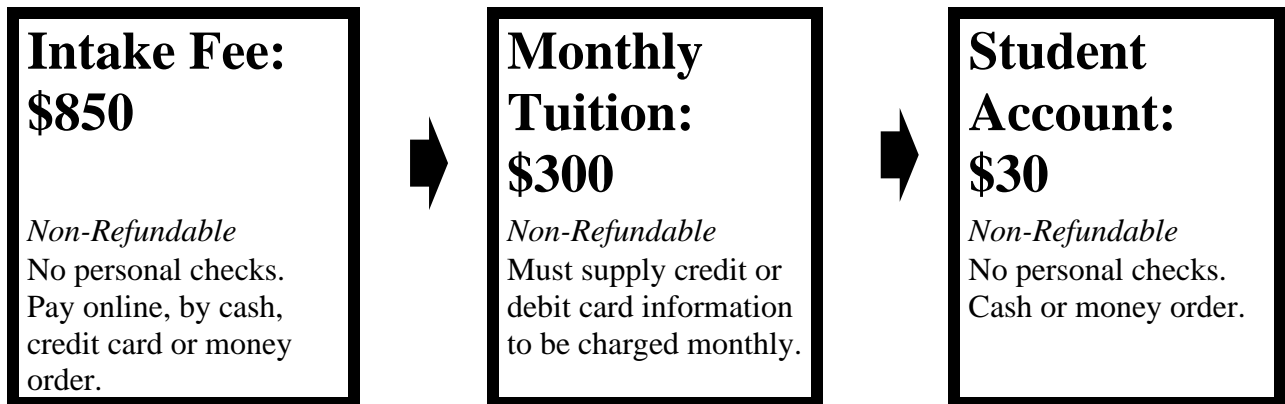 Intake Fee:
$850
Non-Refundable
No personal checks.
Pay online, by cash,
credit card or money
order.
Monthly
Tuition:
$300
Non-Refundable
Must supply credit or
debit card information
to be charged monthly.
Student
Account:
$30
Non-Refundable
No personal checks.
Cash or money order.